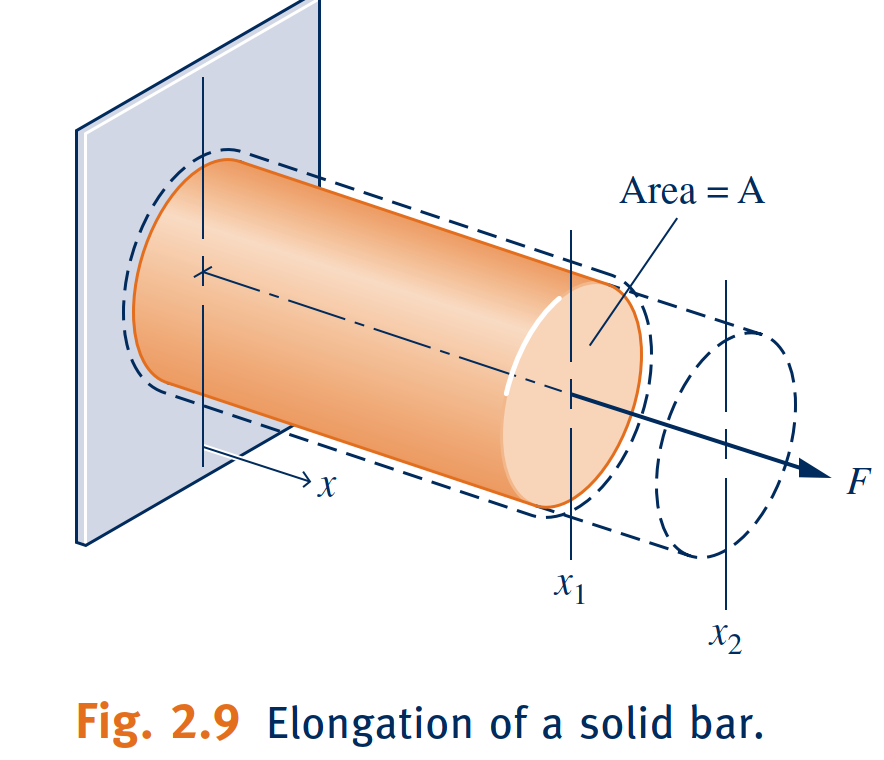 Area = A
x
F
x₁
x₂
Fig. 2.9 Elongation of a solid bar.